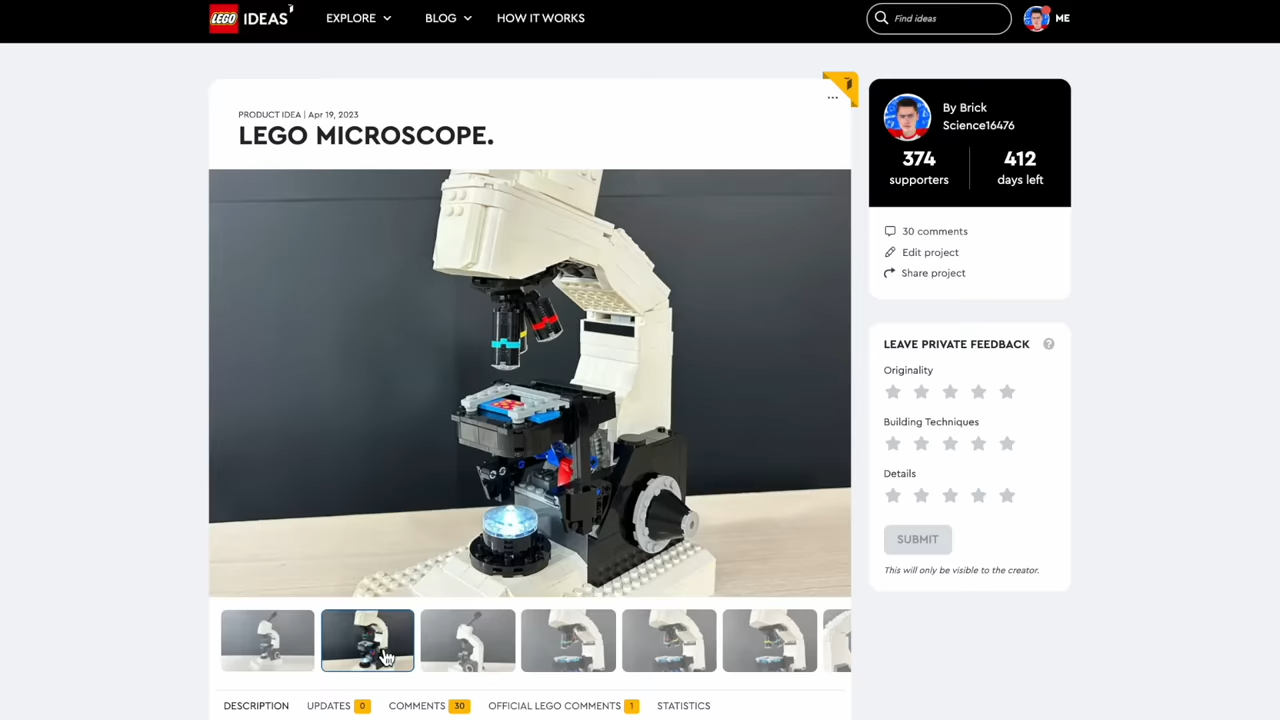 LEGO IDEAS
EXPLORE
BLOG
HOW IT WORKS
Find ideas
ME
PRODUCT IDEA | Apr 19, 2023
LEGO MICROSCOPE.
By Brick
Science16476
374
supporters
412
days left
30 comments
Edit project
Share project
LEAVE PRIVATE FEEDBACK ?
Originality
Building Techniques
Details
SUBMIT
This will only be visible to the creator.
DESCRIPTION
UPDATES 0
COMMENTS 30
OFFICIAL LEGO COMMENTS 1
STATISTICS